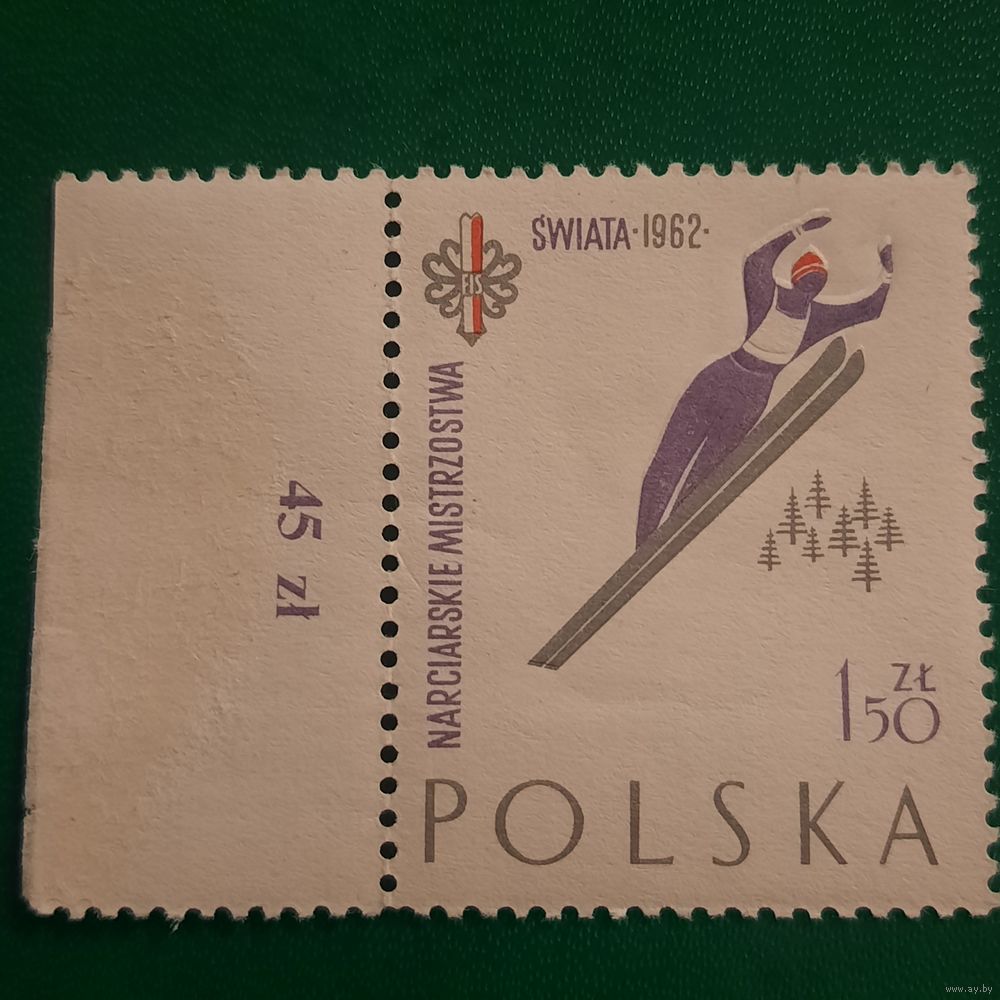 ŚWIATA·1962·
FIS
NARCIARSKIE MISTRZOSTWA
45 zł
1 50 ZŁ
POLSKA
www.ay.by